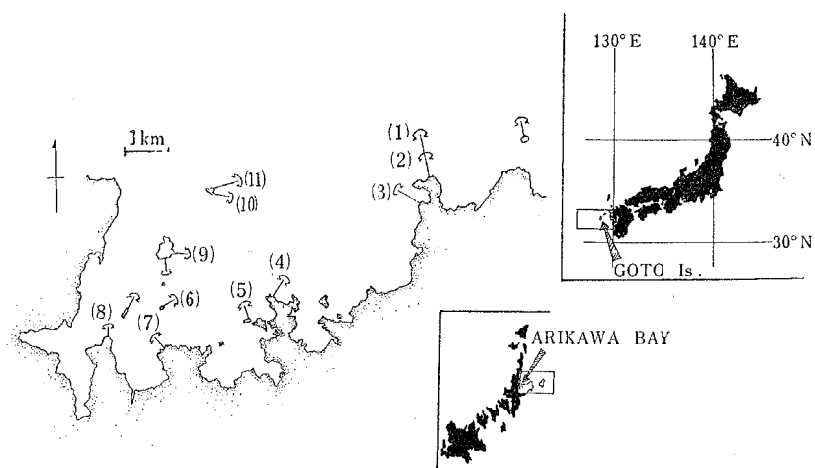 130°E 140°E
40°N
30°N
GOTO Is.
1km
(1)
(2)
(3)
(11)
(10)
(9)
(4)
(6)
(5)
(8)
(7)
ARIKAWA BAY